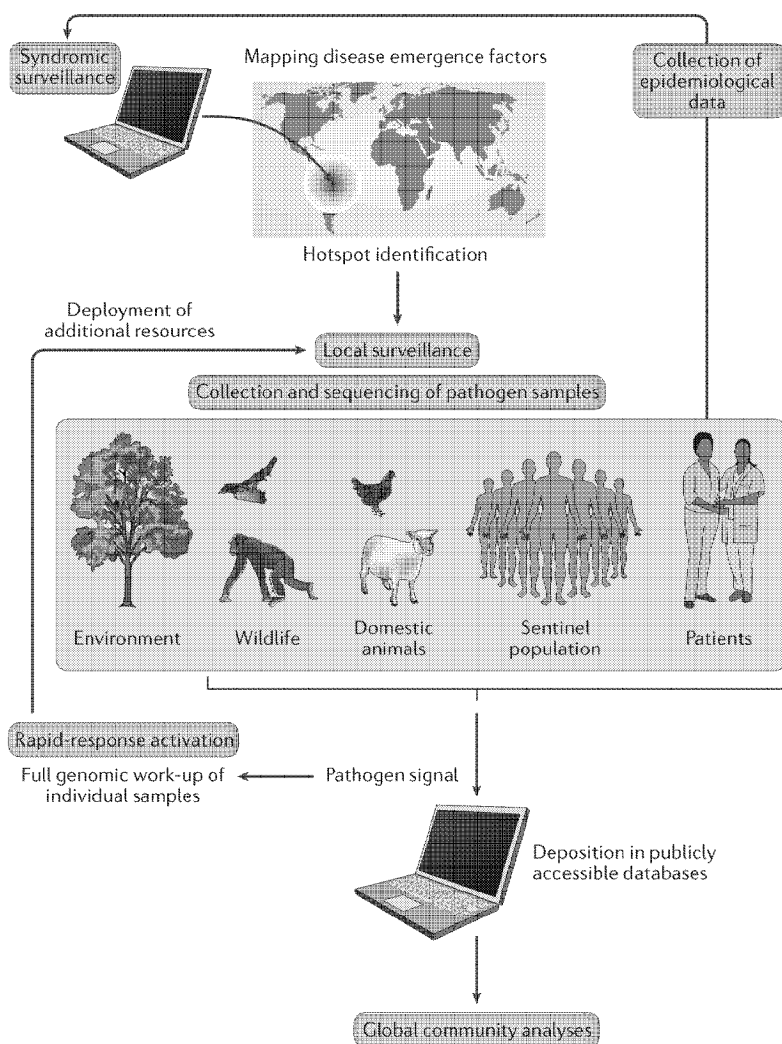 Syndromic
surveillance
Mapping disease emergence factors
Collection of
epidemiological
data
Hotspot identification
Deployment of
additional resources
Local surveillance
Collection and sequencing of pathogen samples
Environment
Wildlife
Domestic
animals
Sentinel
population
Patients
Rapid-response activation
Full genomic work-up of
individual samples
Pathogen signal
Deposition in publicly
accessible databases
Global community analyses